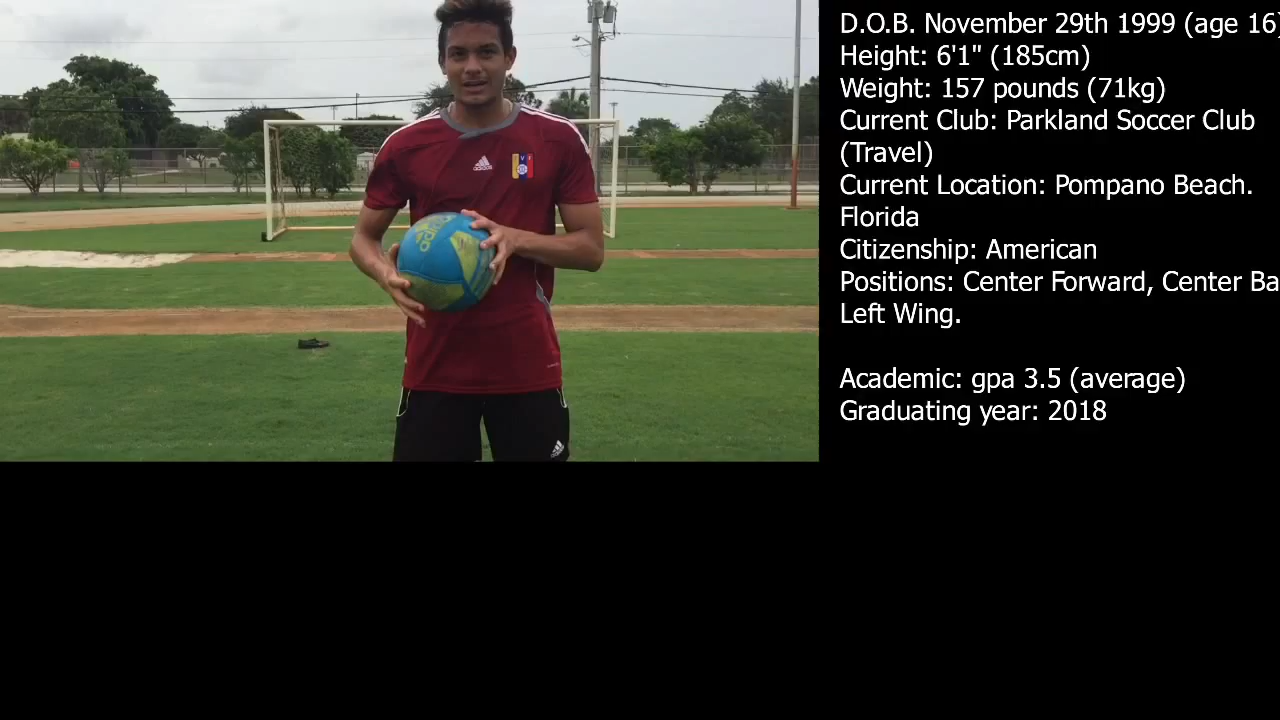 D.O.B. November 29th 1999 (age 16)
Height: 6'1" (185cm)
Weight: 157 pounds (71kg)
Current Club: Parkland Soccer Club
(Travel)
Current Location: Pompano Beach.
Florida
Citizenship: American
Positions: Center Forward, Center Ba
Left Wing.
Academic: gpa 3.5 (average)
Graduating year: 2018
adidas
adidas